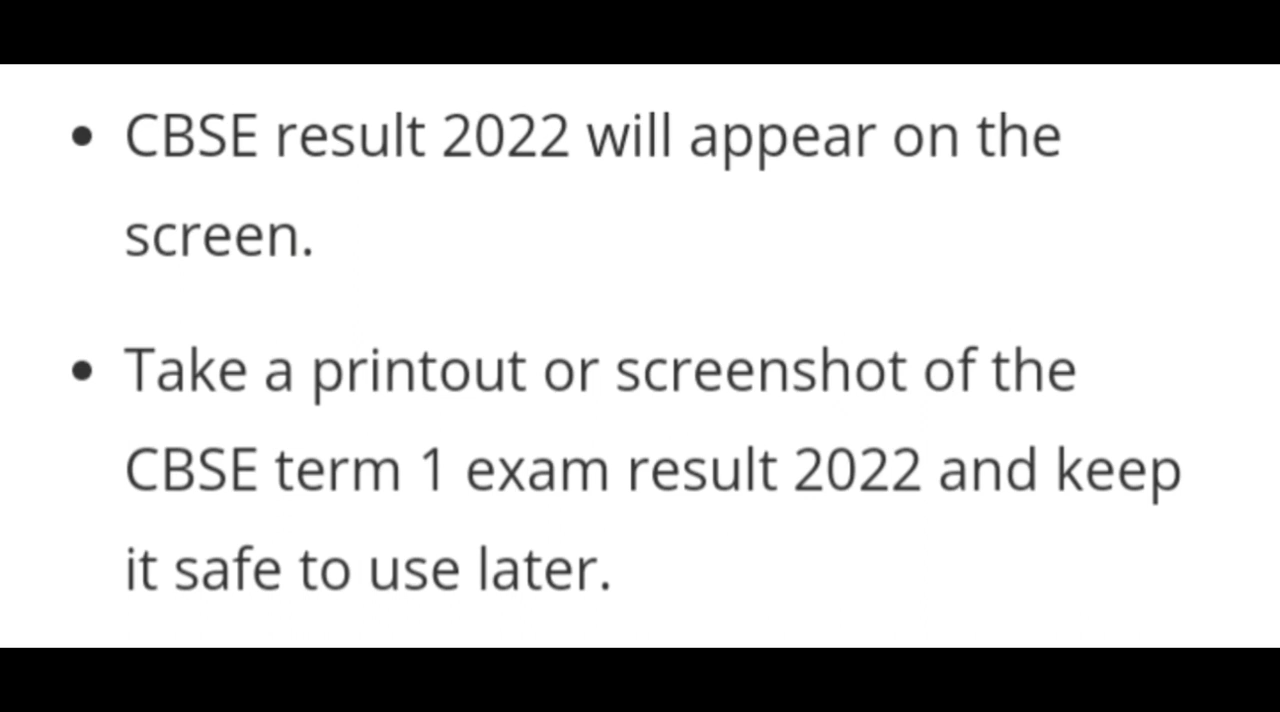 • CBSE result 2022 will appear on the
screen.
• Take a printout or screenshot of the
CBSE term 1 exam result 2022 and keep
it safe to use later.